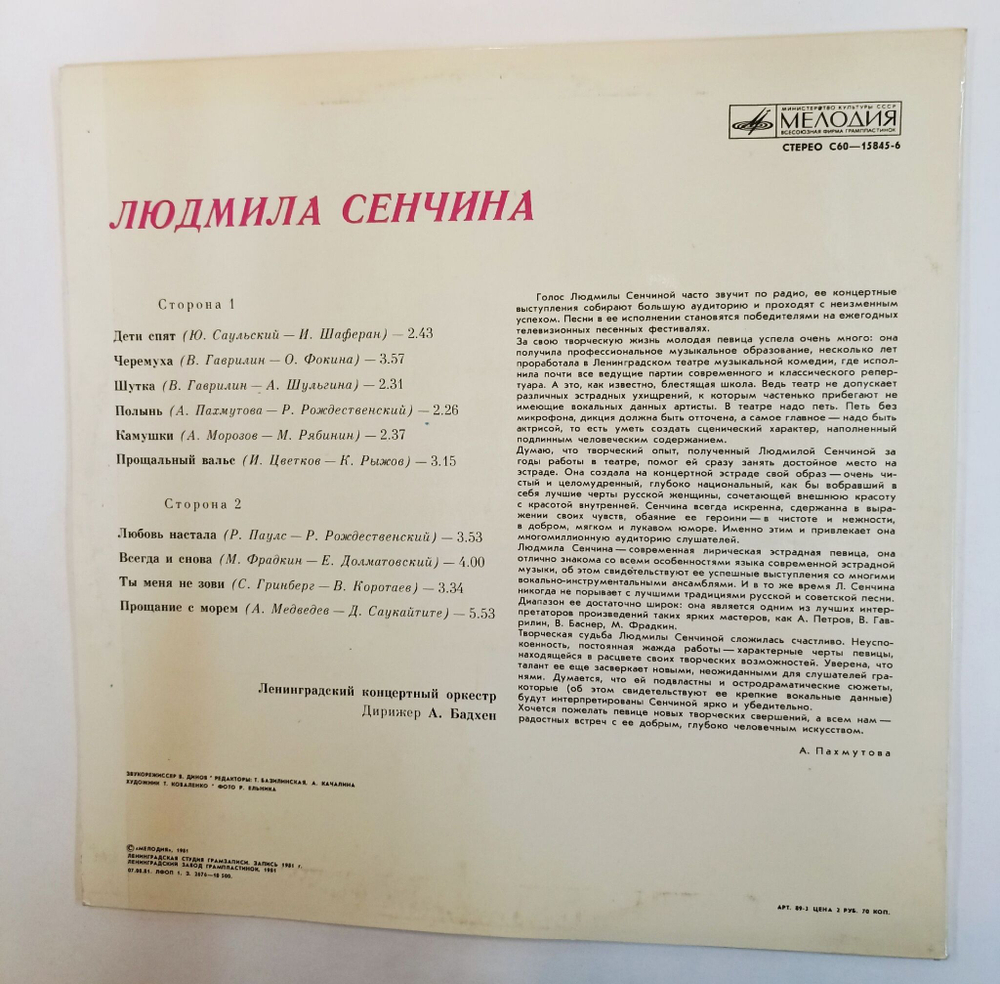 МИНИСТЕРСТВО КУЛЬТУРЫ СССР
МЕЛОДИЯ
ВСЕСОЮЗНАЯ ФИРМА ГРАМПЛАСТИНОК
СТЕРЕО С60—15845-6
ЛЮДМИЛА СЕНЧИНА
Сторона 1
Дети спят (Ю. Саульский — И. Шаферан) — 2.43
Черемуха (В. Гаврилин — О. Фокина) — 3.57
Шутка (В. Гаврилин — А. Шульгина) — 2.31
Полынь (А. Пахмутова — Р. Рождественский) — 2.26
Камушки (А. Морозов — М. Рябинин) — 2.37
Прощальный вальс (И. Цветков — К. Рыжов) — 3.15
Сторона 2
Любовь настала (Р. Паулс — Р. Рождественский) — 3.53
Всегда и снова (М. Фрадкин — Е. Долматовский) — 4.00
Ты меня не зови (С. Гринберг — В. Коротаев) — 3.34
Прощание с морем (А. Медведев — Д. Саукайтите) — 5.53
Ленинградский концертный оркестр
Дирижер А. Бадхен
Голос Людмилы Сенчиной часто звучит по радио, ее концертные
выступления собирают большую аудиторию и проходят с неизменным
успехом. Песни в ее исполнении становятся победителями на ежегодных
телевизионных песенных фестивалях.
За свою творческую жизнь молодая певица успела очень много: она
получила профессиональное музыкальное образование, несколько лет
проработала в Ленинградском театре музыкальной комедии, где испол-
нила почти все ведущие партии современного и классического репер-
туара. А это, как известно, блестящая школа. Ведь театр не допускает
различных эстрадных ухищрений, к которым частенько прибегают не
имеющие вокальных данных артисты. В театре надо петь. Петь без
микрофона, дикция должна быть отточена, а самое главное — надо быть
актрисой, то есть уметь создать сценический характер, наполненный
подлинным человеческим содержанием.
Думаю, что творческий опыт, полученный Людмилой Сенчиной за
годы работы в театре, помог ей сразу занять достойное место на
эстраде. Она создала на концертной эстраде свой образ — очень чи-
стый и целомудренный, глубоко национальный, как бы вобравший в
себя лучшие черты русской женщины, сочетающей внешнюю красоту
с красотой внутренней. Сенчина всегда искренна, сдержанна в выра-
жении своих чувств, обаяние ее героини — в чистоте и нежности,
в добром, мягком и лукавом юморе. Именно этим и привлекает она
многомиллионную аудиторию слушателей.
Людмила Сенчина — современная лирическая эстрадная певица, она
отлично знакома со всеми особенностями языка современной эстрадной
музыки, об этом свидетельствуют ее успешные выступления со многими
вокально-инструментальными ансамблями. И в то же время Л. Сенчина
никогда не порывает с лучшими традициями русской и советской песни.
Диапазон ее достаточно широк: она является одним из лучших интер-
претаторов произведений таких ярких мастеров, как А. Петров, В. Гав-
рилин, В. Баснер, М. Фрадкин.
Творческая судьба Людмилы Сенчиной сложилась счастливо. Неуспо-
коенность, постоянная жажда работы — характерные черты певицы,
находящейся в расцвете своих творческих возможностей. Уверена, что
талант ее еще засверкает новыми, неожиданными для слушателей гра-
нями. Думается, что ей подвластны и остродраматические сюжеты,
которые (об этом свидетельствуют ее крепкие вокальные данные)
будут интерпретированы Сенчиной ярко и убедительно.
Хочется пожелать певице новых творческих свершений, а всем нам —
радостных встреч с ее добрым, глубоко человечным искусством.
А. Пахмутова
ЗВУКОРЕЖИССЕР В. ДИНОВ * РЕДАКТОРЫ: Т. БАЗИЛИНСКАЯ, А. КАЧАЛИНА
ХУДОЖНИК Т. КОВАЛЕНКО * ФОТО Р. ЕЛЬНИКА
© «МЕЛОДИЯ», 1981
ЛЕНИНГРАДСКАЯ СТУДИЯ ГРАМЗАПИСИ. ЗАПИСЬ 1981 г.
ЛЕНИНГРАДСКИЙ ЗАВОД ГРАМПЛАСТИНОК, 1981
07.08.81. ЛФОП 1. З. 2676—18 500.
АРТ. 89-3 ЦЕНА 2 РУБ. 70 КОП.